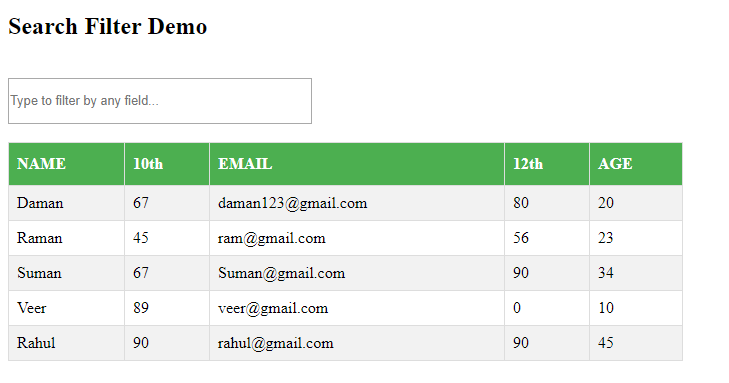 Search Filter Demo
Type to filter by any field...
NAME 10th EMAIL 12th AGE
Daman 67 daman123@gmail.com 80 20
Raman 45 ram@gmail.com 56 23
Suman 67 Suman@gmail.com 90 34
Veer 89 veer@gmail.com 0 10
Rahul 90 rahul@gmail.com 90 45